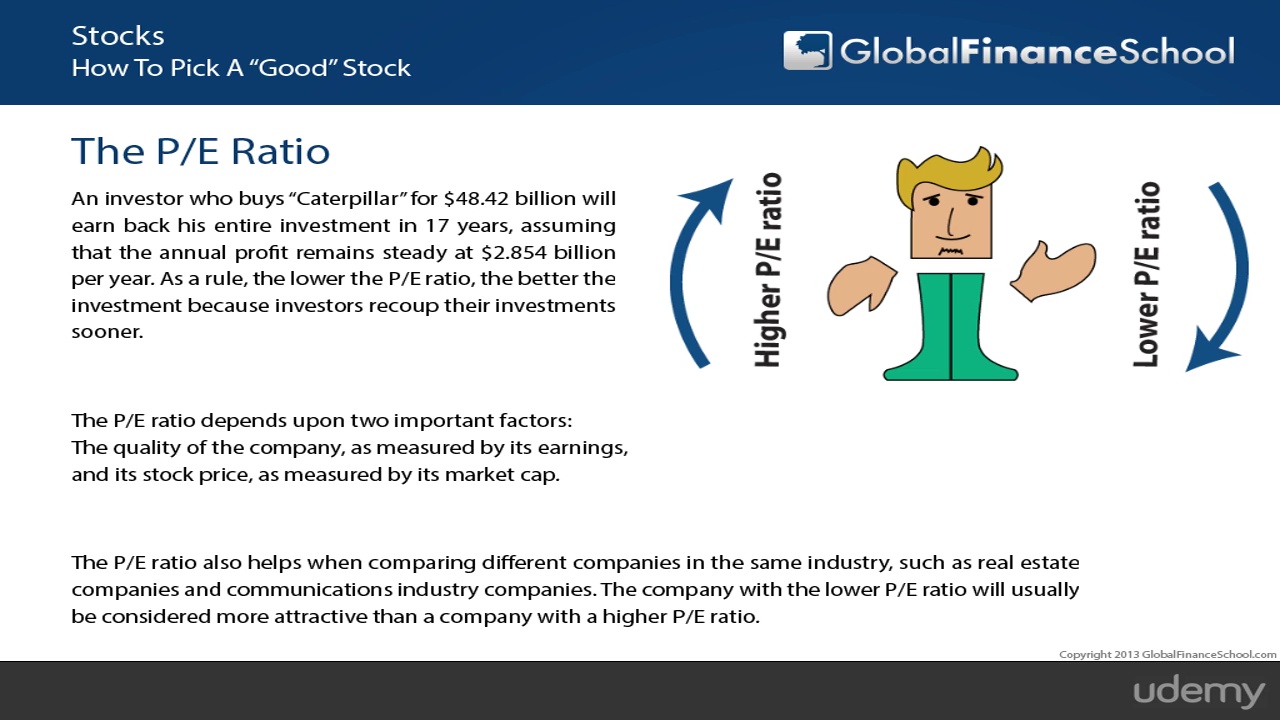 Stocks
How To Pick A “Good” Stock
GlobalFinanceSchool
The P/E Ratio
An investor who buys “Caterpillar” for $48.42 billion will
earn back his entire investment in 17 years, assuming
that the annual profit remains steady at $2.854 billion
per year. As a rule, the lower the P/E ratio, the better the
investment because investors recoup their investments
sooner.
Higher P/E ratio
Lower P/E ratio
The P/E ratio depends upon two important factors:
The quality of the company, as measured by its earnings,
and its stock price, as measured by its market cap.
The P/E ratio also helps when comparing different companies in the same industry, such as real estate
companies and communications industry companies. The company with the lower P/E ratio will usually
be considered more attractive than a company with a higher P/E ratio.
Copyright 2013 GlobalFinanceSchool.com
udemy